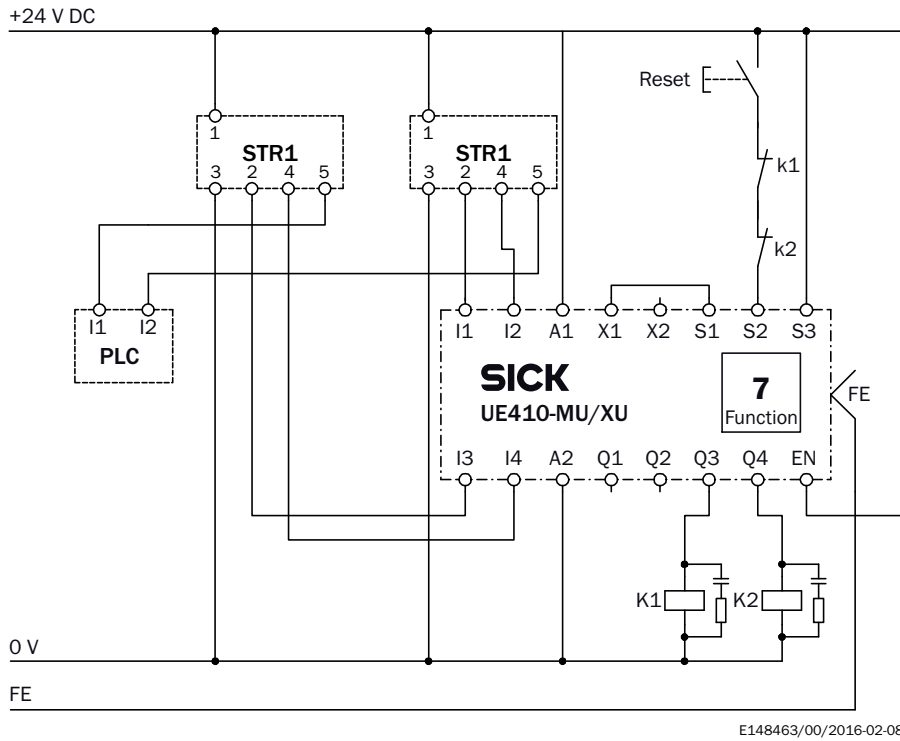 +24 V DC
Reset
1
STR1
3 2 4 5
1
STR1
3 2 4 5
k1
k2
I1 I2
PLC
I1 I2 A1 X1 X2 S1 S2 S3
SICK
UE410-MU/XU
7
Function
FE
I3 I4 A2 Q1 Q2 Q3 Q4 EN
K1
K2
0 V
FE
E148463/00/2016-02-08